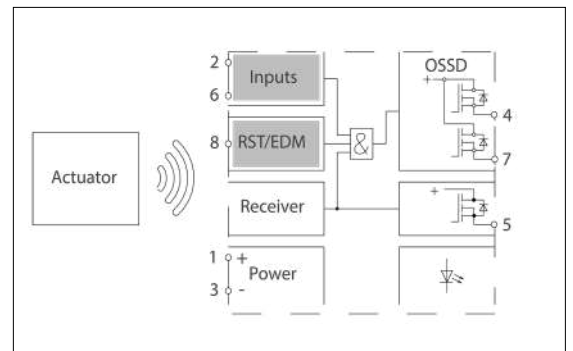 2
Inputs
6
OSSD
+
4
8
RST/EDM
&
7
Actuator
Receiver
+
5
1 +
Power
3 -